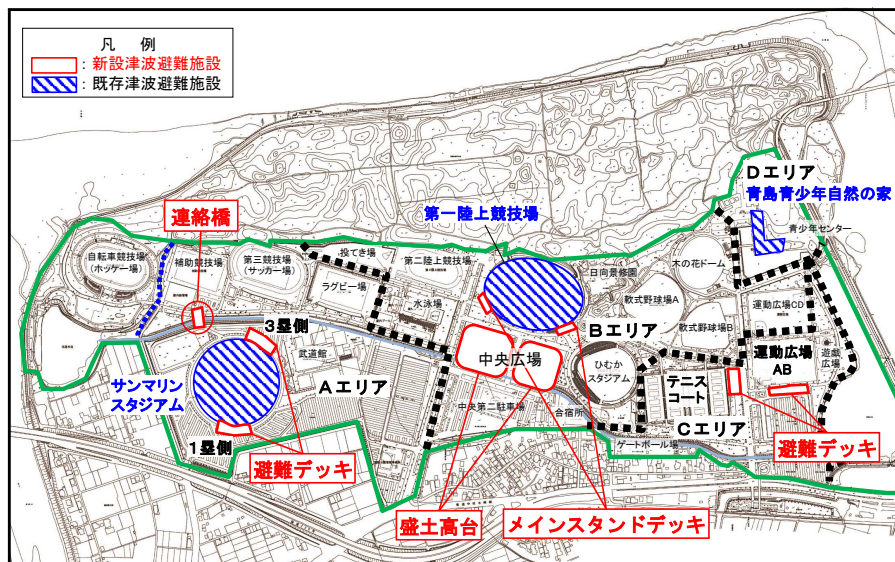 凡 例
：新設津波避難施設
：既存津波避難施設
Dエリア
青島青少年自然の家
青少年センター
連絡橋
第一陸上競技場
自転車競技場
（ホッケー場）
補助競技場
第三競技場
（サッカー場）
投てき場
ラグビー場
第二陸上競技場
水泳場
日向景修園
木の花ドーム
軟式野球場A
軟式野球場B
運動広場CD
3塁側
武道館
Aエリア
Bエリア
中央広場
ひむか
スタジアム
テニス
コート
運動広場
AB
遊戯
広場
サンマリン
スタジアム
1塁側
中央第二駐車場
合宿所
Cエリア
ゲートボール場
避難デッキ
盛土高台
メインスタンドデッキ
避難デッキ